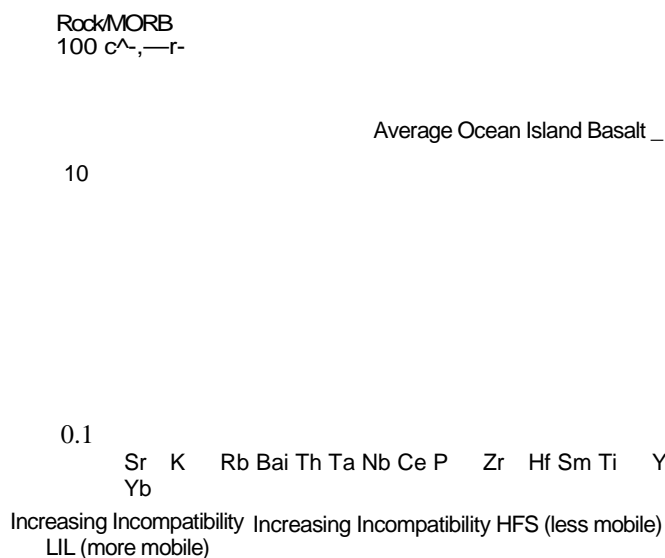 Rock/MORB
100 c^-,—r-
Average Ocean Island Basalt _
10
0.1
Sr K Rb Bai Th Ta Nb Ce P Zr Hf Sm Ti Y
Yb
Increasing Incompatibility Increasing Incompatibility HFS (less mobile)
LIL (more mobile)